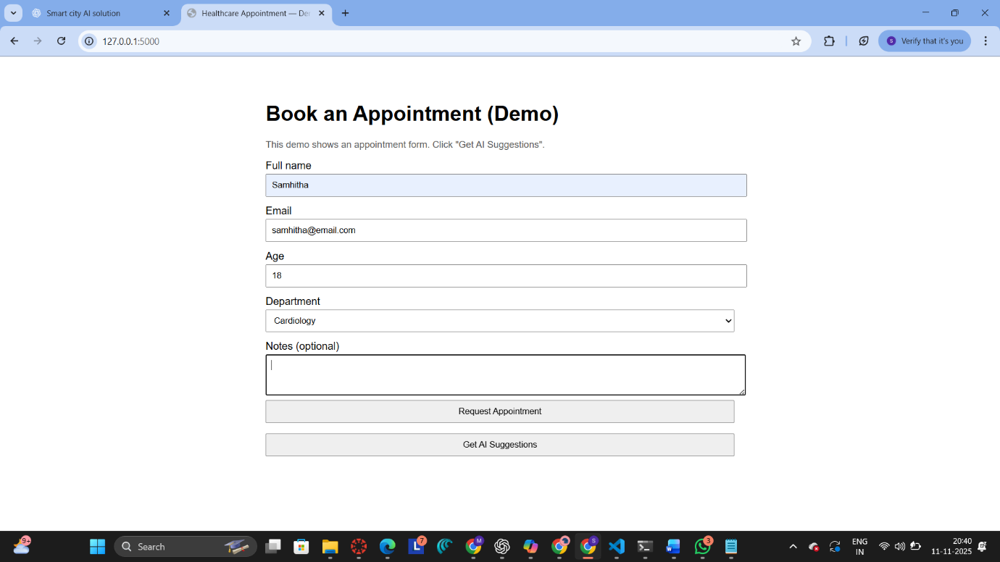 Smart city AI solution
Healthcare Appointment — Der
127.0.0.1:5000
S
Verify that it's you
Book an Appointment (Demo)
This demo shows an appointment form. Click "Get AI Suggestions".
Full name
Samhitha
Email
samhitha@email.com
Age
18
Department
Cardiology
Notes (optional)
Request Appointment
Get AI Suggestions
9+
Search
L
7
M
S
W
3
ENG
IN
20:40
11-11-2025